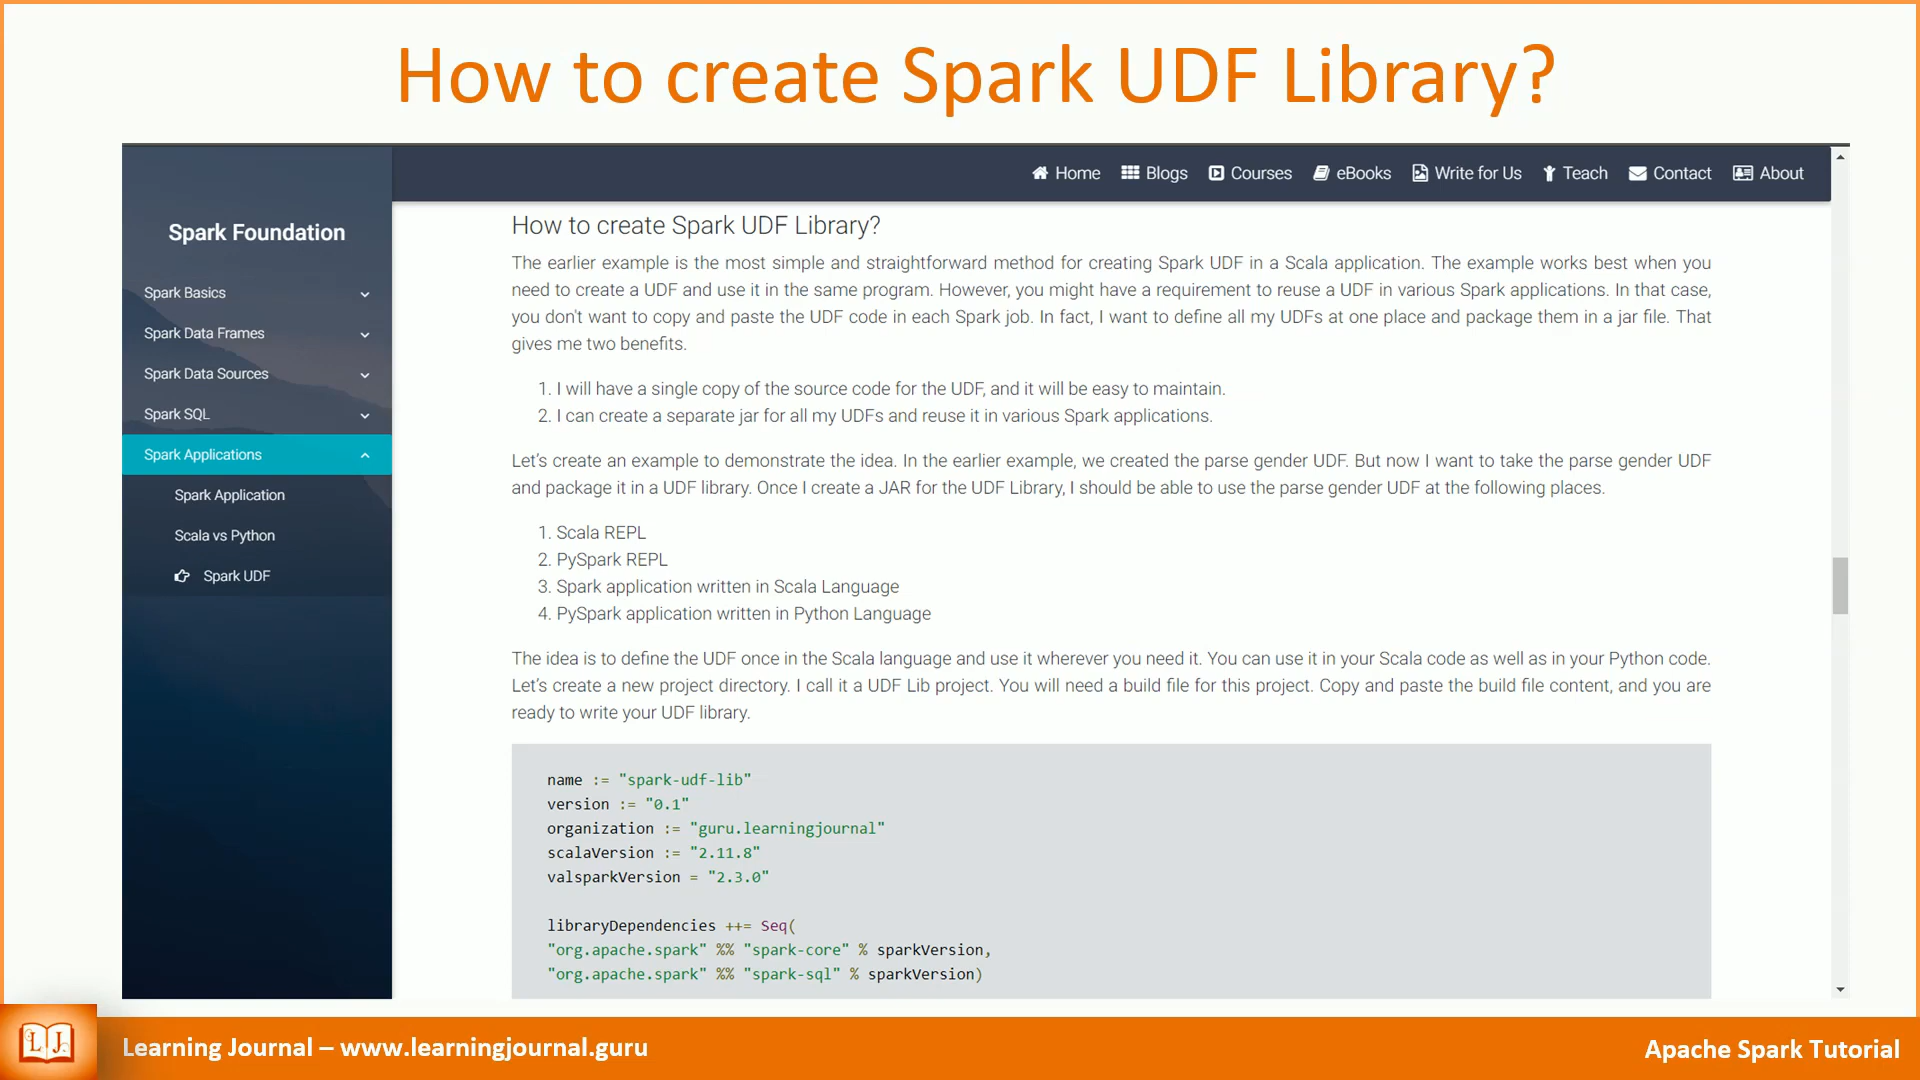 How to create Spark UDF Library?
Home Blogs Courses eBooks Write for Us Teach Contact About
Spark Foundation
Spark Basics
Spark Data Frames
Spark Data Sources
Spark SQL
Spark Applications
Spark Application
Scala vs Python
Spark UDF
How to create Spark UDF Library?
The earlier example is the most simple and straightforward method for creating Spark UDF in a Scala application. The example works best when you
need to create a UDF and use it in the same program. However, you might have a requirement to reuse a UDF in various Spark applications. In that case,
you don't want to copy and paste the UDF code in each Spark job. In fact, I want to define all my UDFs at one place and package them in a jar file. That
gives me two benefits.
1. I will have a single copy of the source code for the UDF, and it will be easy to maintain.
2. I can create a separate jar for all my UDFs and reuse it in various Spark applications.
Let's create an example to demonstrate the idea. In the earlier example, we created the parse gender UDF. But now I want to take the parse gender UDF
and package it in a UDF library. Once I create a JAR for the UDF Library, I should be able to use the parse gender UDF at the following places.
1. Scala REPL
2. PySpark REPL
3. Spark application written in Scala Language
4. PySpark application written in Python Language
The idea is to define the UDF once in the Scala language and use it wherever you need it. You can use it in your Scala code as well as in your Python code.
Let's create a new project directory. I call it a UDF Lib project. You will need a build file for this project. Copy and paste the build file content, and you are
ready to write your UDF library.
name := "spark-udf-lib"
version := "0.1"
organization := "guru.learningjournal"
scalaVersion := "2.11.8"
valsparkVersion = "2.3.0"
libraryDependencies ++= Seq(
"org.apache.spark" %% "spark-core" % sparkVersion,
"org.apache.spark" %% "spark-sql" % sparkVersion)
LJ
Learning Journal – www.learningjournal.guru
Apache Spark Tutorial